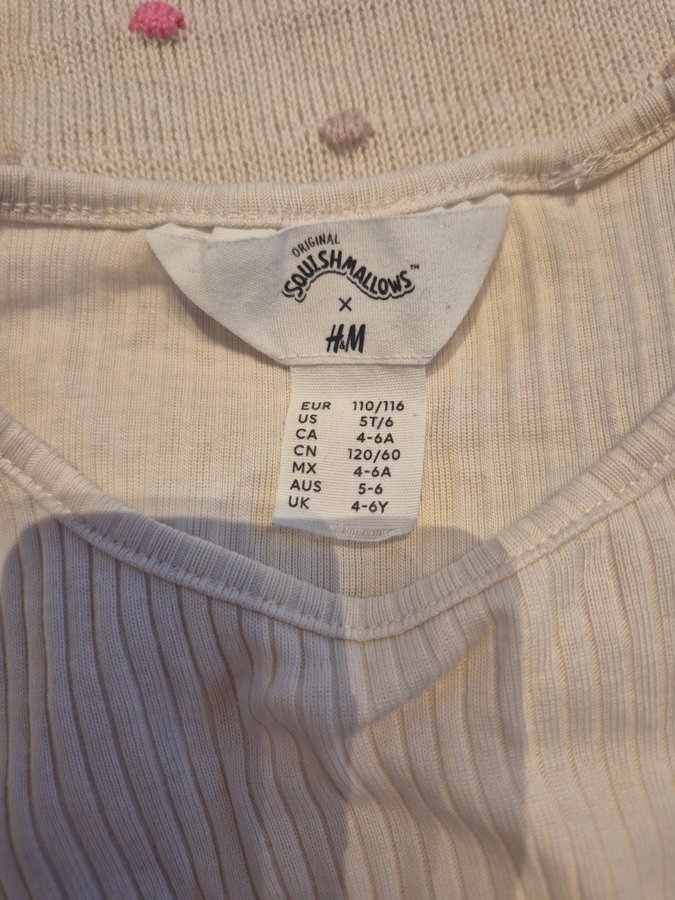 ORIGINAL
SQUISHMALLOWS™
X
H&M
EUR 110/116
US 5T/6
CA 4-6A
CN 120/60
MX 4-6A
AUS 5-6
UK 4-6Y